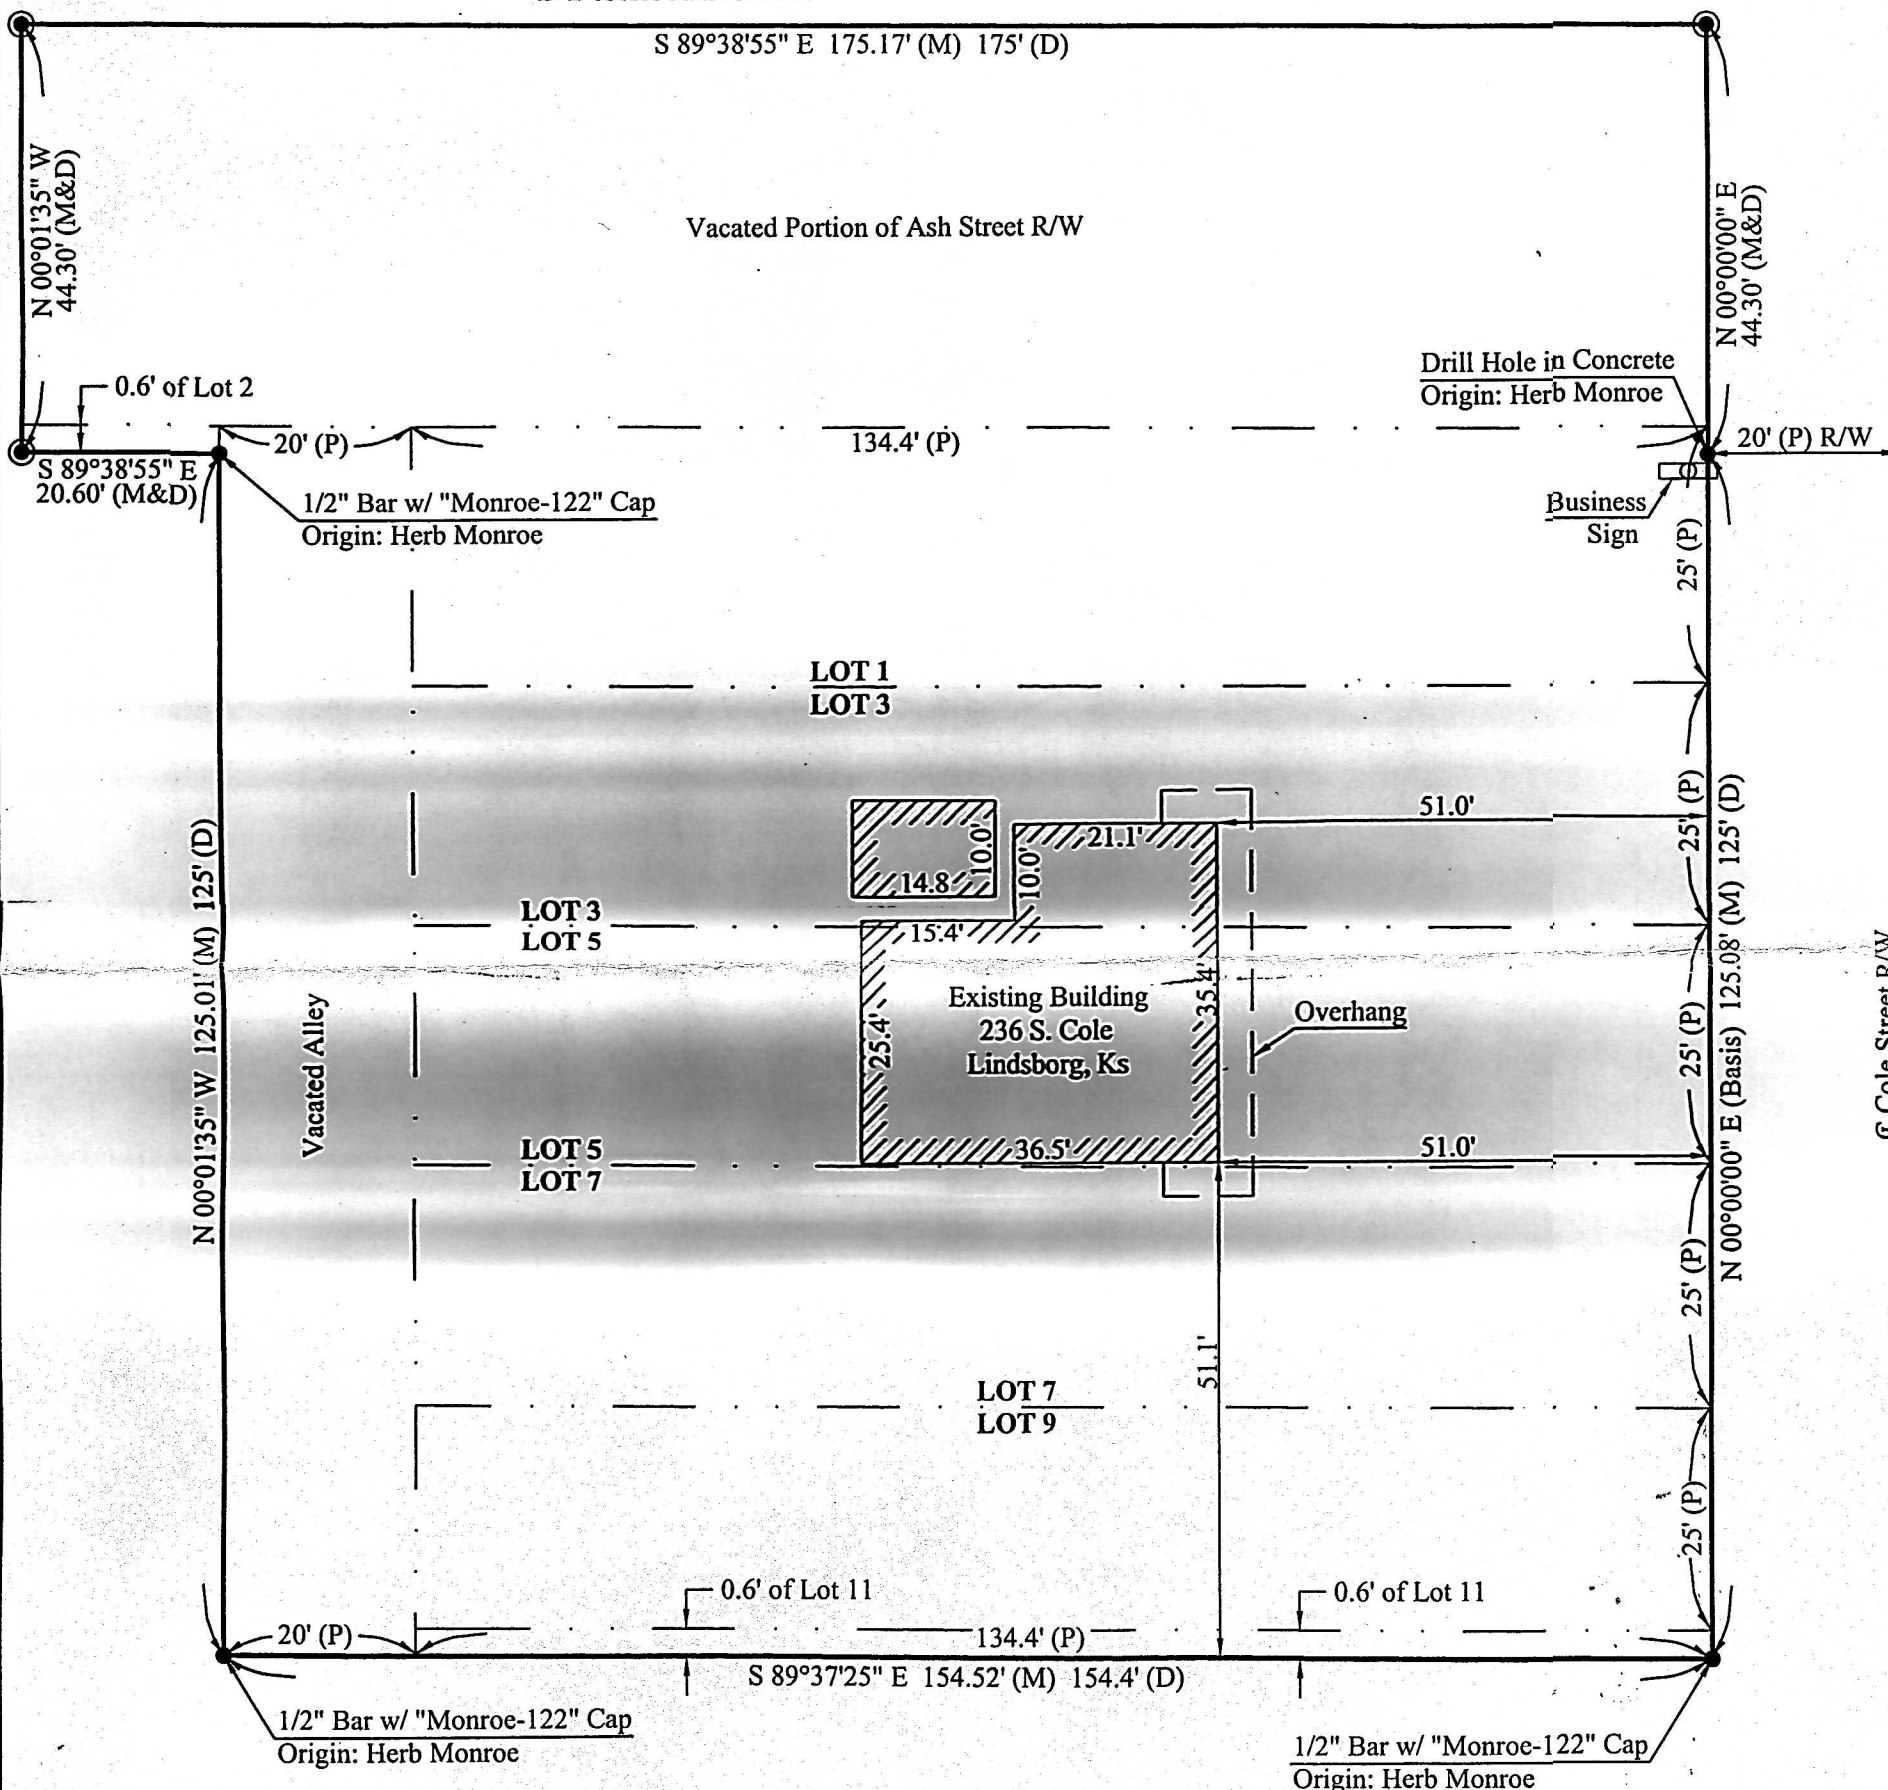 S 89°38'55" E 175.17' (M) 175' (D)
N 00°01'35" W
44.30' (M&D)
Vacated Portion of Ash Street R/W
N 00°00'00" E
44.30' (M&D)
0.6' of Lot 2
Drill Hole in Concrete
Origin: Herb Monroe
20' (P)
134.4' (P)
20' (P) R/W
S 89°38'55" E
20.60' (M&D)
1/2" Bar w/ "Monroe-122" Cap
Origin: Herb Monroe
Business
Sign
25' (P)
LOT 1
LOT 3
25' (P)
51.0'
21.1'
10.0'
10.0'
14.8'
LOT 3
LOT 5
15.4'
N 00°01'35" W 125.01' (M) 125' (D)
Vacated Alley
25.4'
Existing Building
236 S. Cole
Lindsborg, Ks
35.4'
Overhang
25' (P)
N 00°00'00" E (Basis) 125.08' (M) 125' (D)
Cole Street R/W
LOT 5
LOT 7
36.5'
51.0'
25' (P)
51.1'
LOT 7
LOT 9
25' (P)
0.6' of Lot 11
0.6' of Lot 11
20' (P)
134.4' (P)
S 89°37'25" E 154.52' (M) 154.4' (D)
1/2" Bar w/ "Monroe-122" Cap
Origin: Herb Monroe
1/2" Bar w/ "Monroe-122" Cap
Origin: Herb Monroe